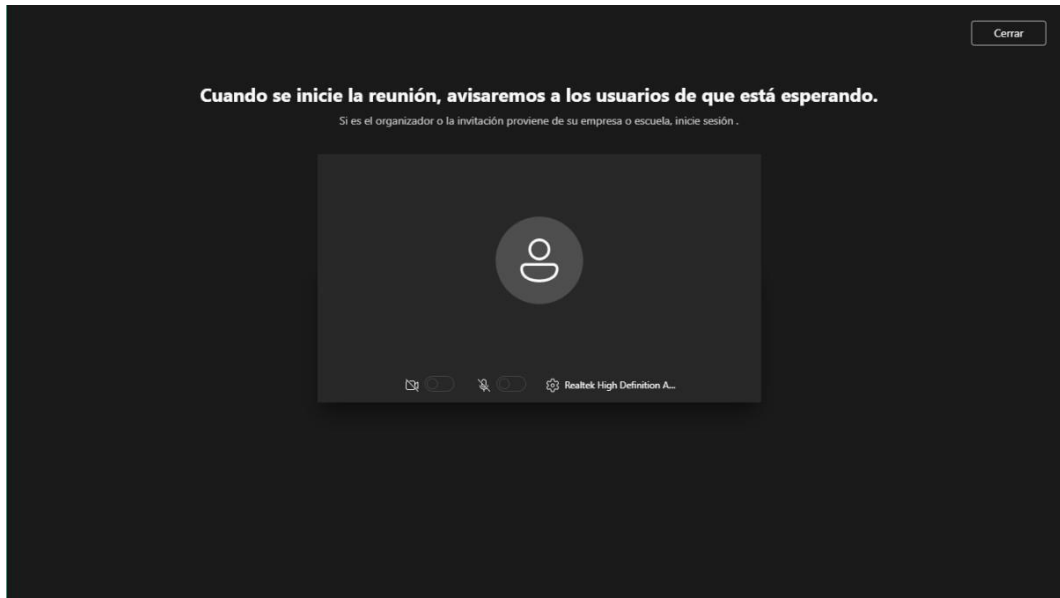 Cerrar
Cuando se inicie la reunión, avisaremos a los usuarios de que está esperando.
Si es el organizador o la invitación proviene de su empresa o escuela, inicie sesión .
Realtek High Definition A...